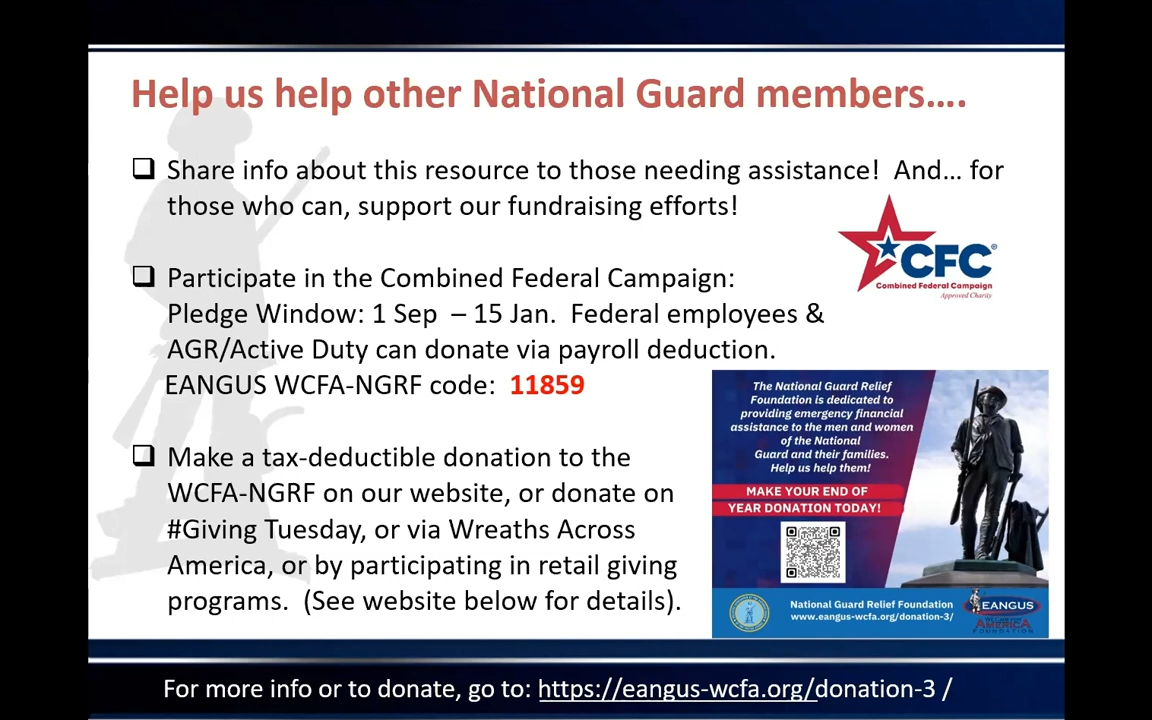 Help us help other National Guard members….
❑ Share info about this resource to those needing assistance!  And… for
those who can, support our fundraising efforts!
CFC®
Combined Federal Campaign
Approved Charity
❑ Participate in the Combined Federal Campaign:
Pledge Window: 1 Sep – 15 Jan.  Federal employees &
AGR/Active Duty can donate via payroll deduction.
EANGUS WCFA-NGRF code:  11859
❑ Make a tax-deductible donation to the
WCFA-NGRF on our website, or donate on
#Giving Tuesday, or via Wreaths Across
America, or by participating in retail giving
programs.  (See website below for details).
The National Guard Relief
Foundation is dedicated to
providing emergency financial
assistance to the men and women
of the National
Guard and their families.
Help us help them!
MAKE YOUR END OF
YEAR DONATION TODAY!
National Guard Relief Foundation
www.eangus-wcfa.org/donation-3/
EANGUS
AMERICA
FOUNDATION
For more info or to donate, go to: https://eangus-wcfa.org/donation-3 /